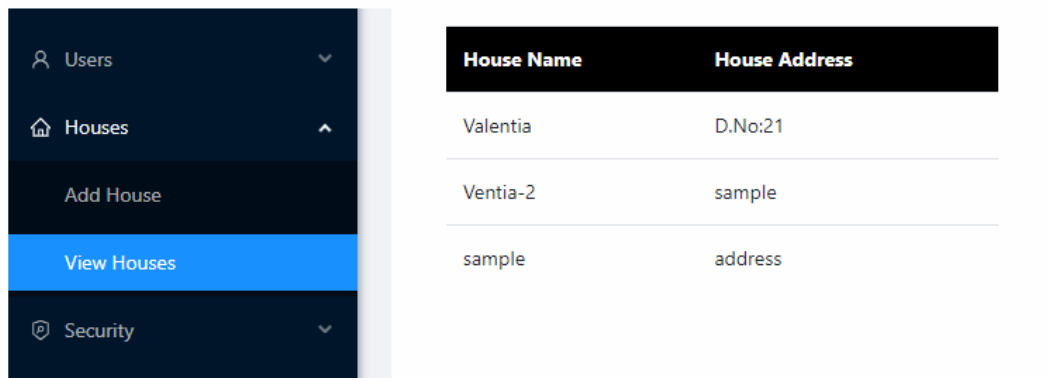 Users
Houses
Add House
View Houses
Security
House Name House Address
Valentia D.No:21
Ventia-2 sample
sample address